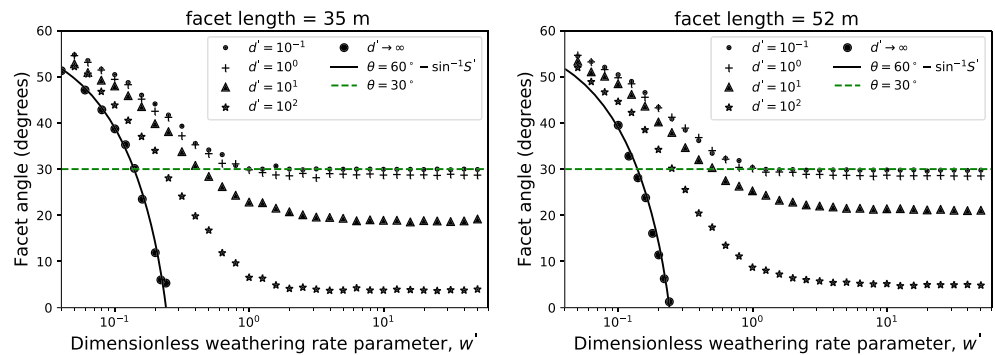 facet length = 35 m
60
50
40
30
20
10
0
Facet angle (degrees)
d' = 10⁻¹
d' = 10⁰
d' = 10¹
d' = 10²
d' → ∞
θ = 60° − sin⁻¹S'
θ = 30°
10⁻¹
10⁰
10¹
Dimensionless weathering rate parameter, w'
facet length = 52 m
60
50
40
30
20
10
0
Facet angle (degrees)
d' = 10⁻¹
d' = 10⁰
d' = 10¹
d' = 10²
d' → ∞
θ = 60° − sin⁻¹S'
θ = 30°
10⁻¹
10⁰
10¹
Dimensionless weathering rate parameter, w'